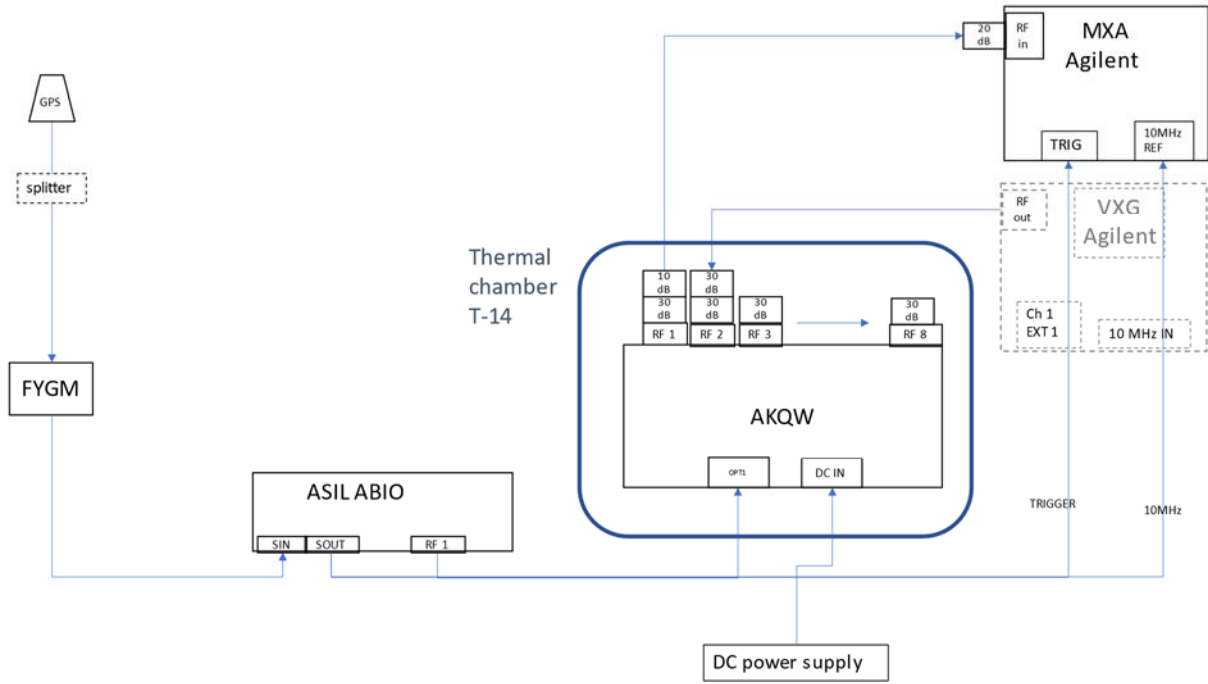 GPS
splitter
FYGM
ASIL ABIO
SIN
SOUT
RF 1
Thermal
chamber
T-14
10
dB
30
dB
RF 1
30
dB
30
dB
RF 2
30
dB
RF 3
30
dB
RF 8
AKQW
OPT1
DC IN
DC power supply
20
dB
RF
in
MXA
Agilent
TRIG
10MHz
REF
RF
out
VXG
Agilent
Ch 1
EXT 1
10 MHz IN
TRIGGER
10MHz